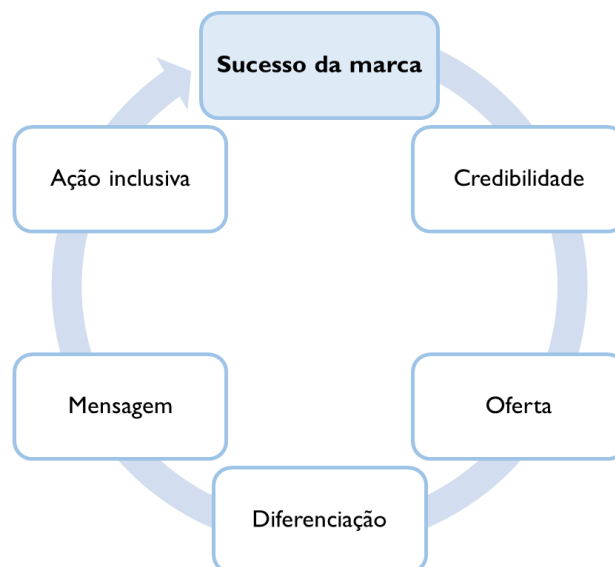 Sucesso da marca
Credibilidade
Oferta
Diferenciação
Mensagem
Ação inclusiva